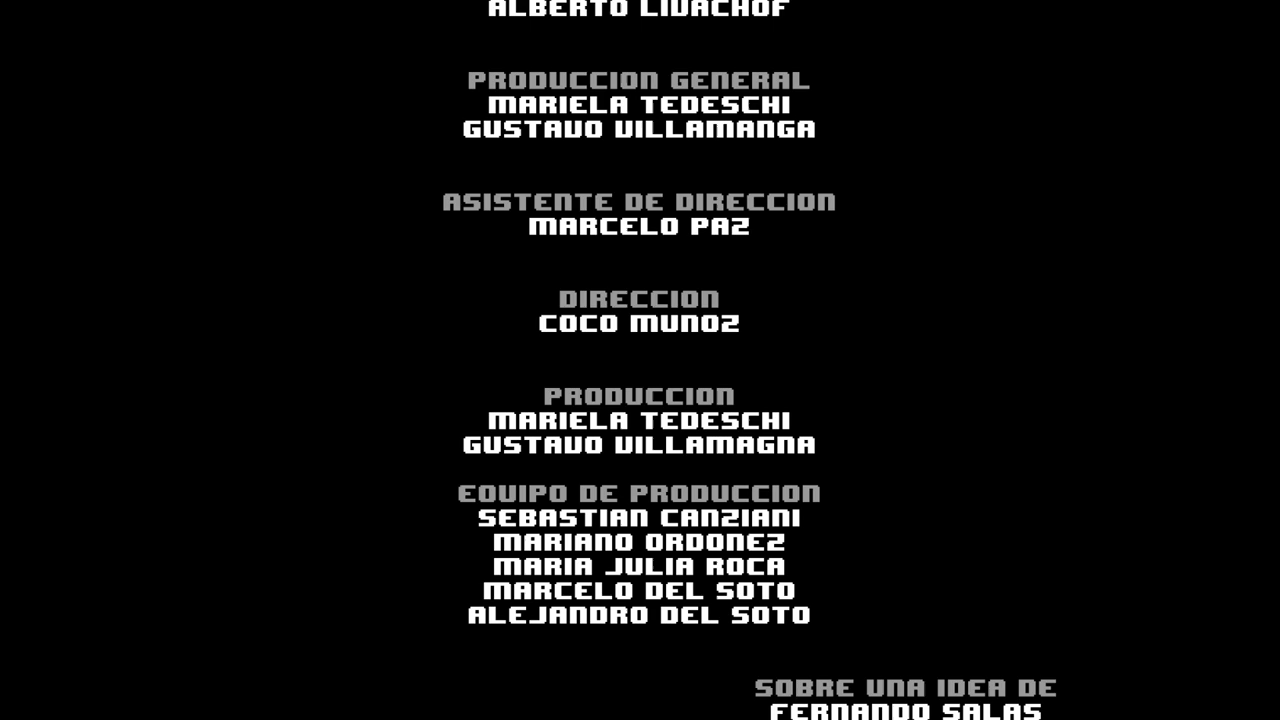 ALBERTO LIVACHOF
PRODUCCION GENERAL
MARIELA TEDESCHI
GUSTAVO VILLAMANGA
ASISTENTE DE DIRECCION
MARCELO PAZ
DIRECCION
COCO MUNOZ
PRODUCCION
MARIELA TEDESCHI
GUSTAVO VILLAMAGNA
EQUIPO DE PRODUCCION
SEBASTIAN CANZIANI
MARIANO ORDONEZ
MARIA JULIA ROCA
MARCELO DEL SOTO
ALEJANDRO DEL SOTO
SOBRE UNA IDEA DE
FERNANDO SALAS